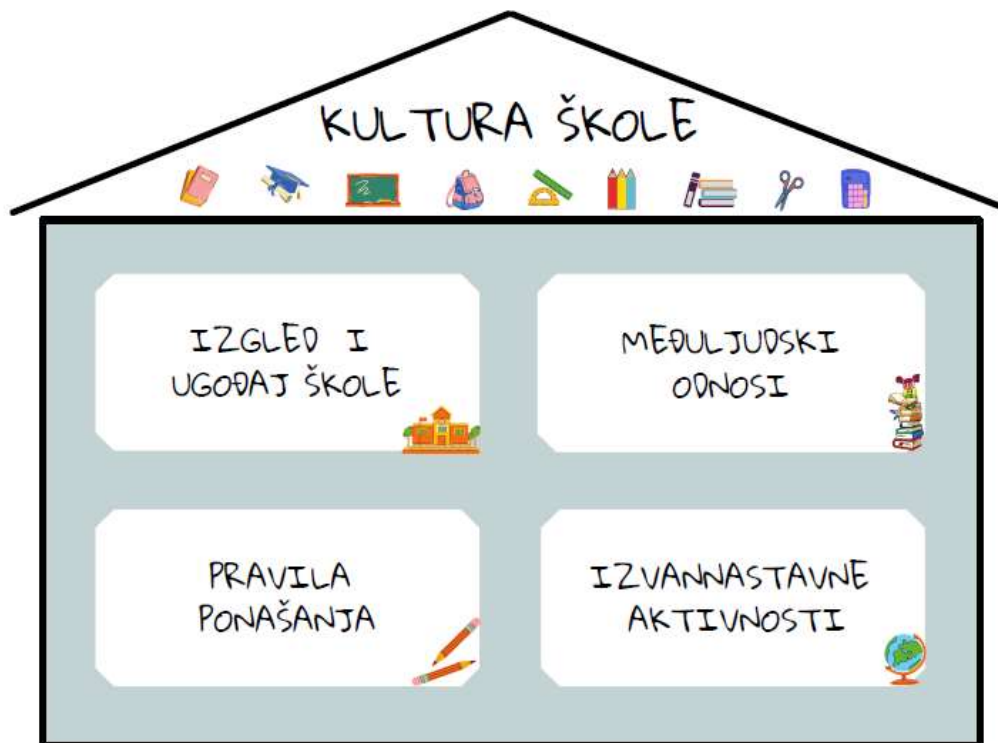 KULTURA ŠKOLE
IZGLED I
UGOĐAJ ŠKOLE
MEĐULJUDSKI
ODNOSI
PRAVILA
PONAŠANJA
IZVANNASTAVNE
AKTIVNOSTI